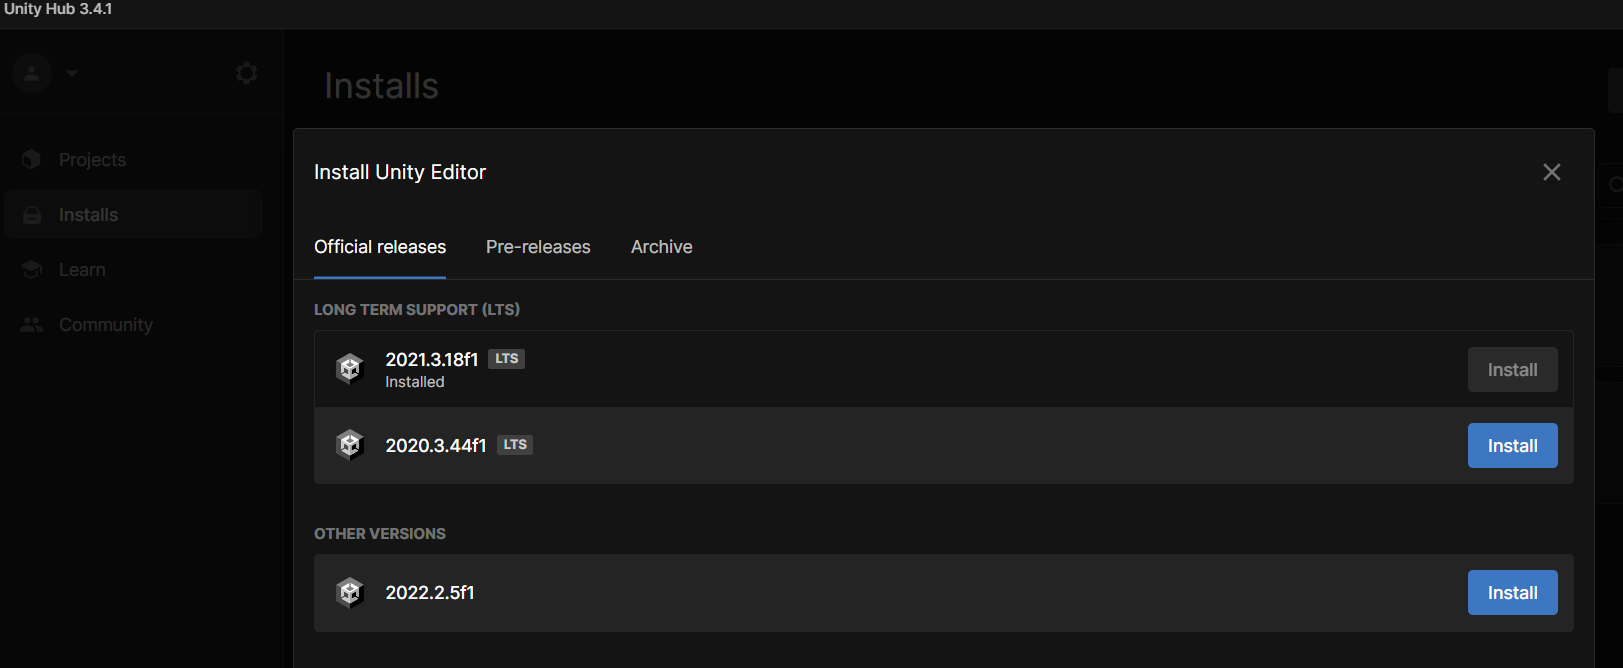 Unity Hub 3.4.1
Installs
Projects
Installs
Learn
Community
Install Unity Editor
Official releases
Pre-releases
Archive
LONG TERM SUPPORT (LTS)
2021.3.18f1 LTS
Installed
Install
2020.3.44f1 LTS
Install
OTHER VERSIONS
2022.2.5f1
Install